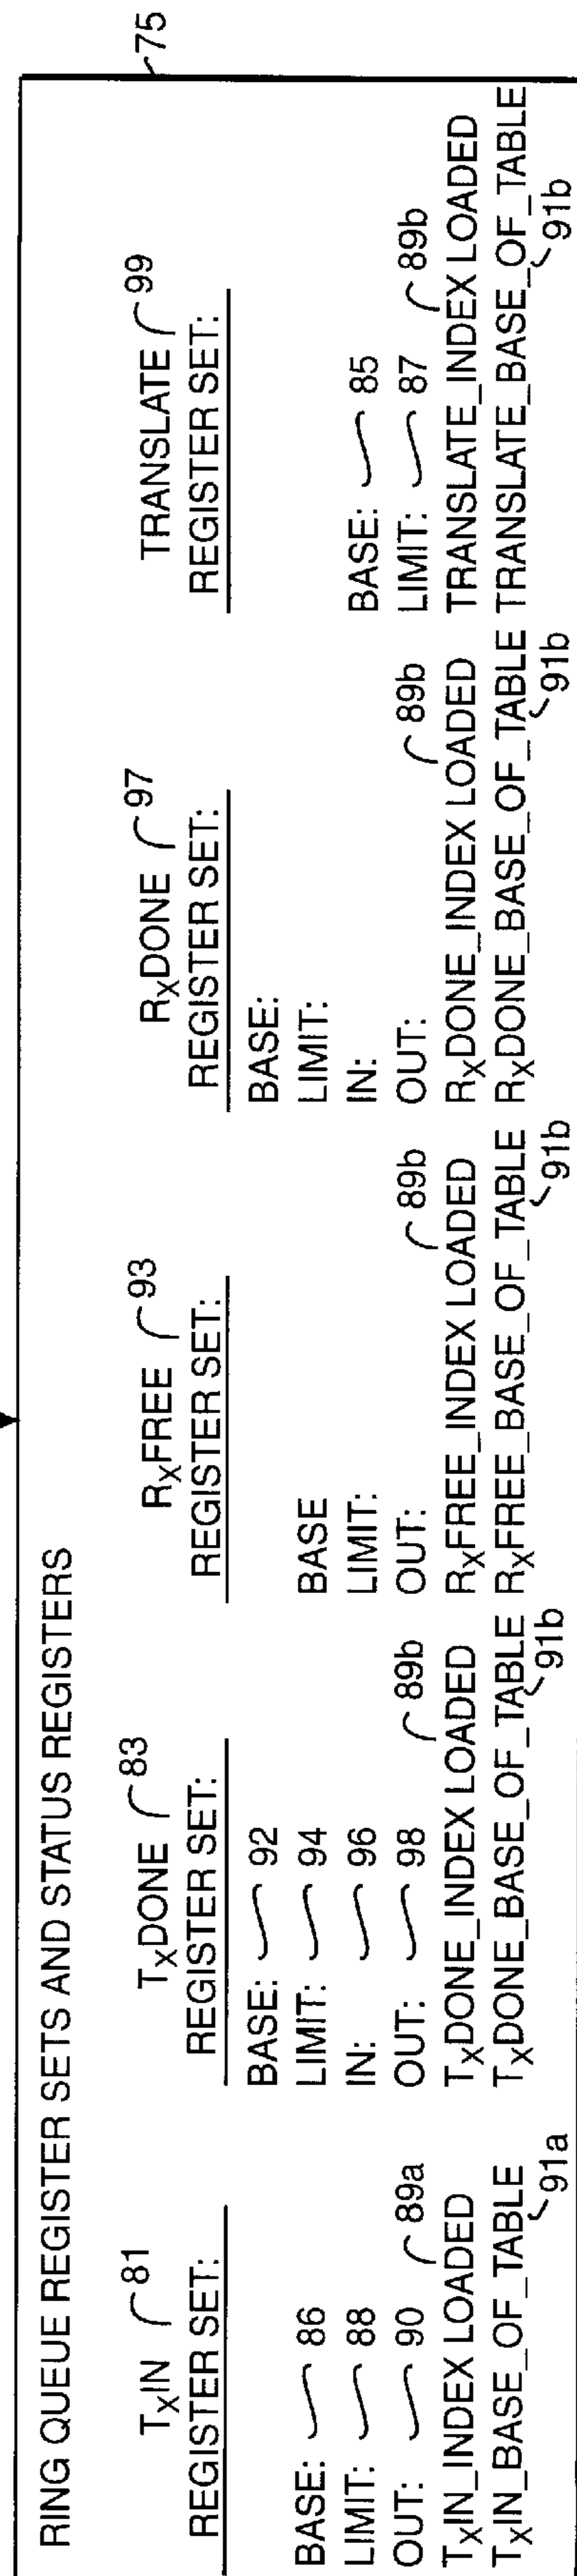 75
RING QUEUE REGISTER SETS AND STATUS REGISTERS
TxIN 81
REGISTER SET:
BASE: 86
LIMIT: 88
OUT: 90
89a
TxIN_INDEX LOADED
TxIN_BASE_OF_TABLE
91a
TxDONE 83
REGISTER SET:
BASE: 92
LIMIT: 94
IN: 96
OUT: 98
89b
TxDONE_INDEX LOADED
TxDONE_BASE_OF_TABLE
91b
RxFREE 93
REGISTER SET:
BASE
LIMIT:
OUT:
89b
RxFREE_INDEX LOADED
RxFREE_BASE_OF_TABLE
91b
RxDONE 97
REGISTER SET:
BASE:
LIMIT:
IN:
OUT:
89b
RxDONE_INDEX LOADED
RxDONE_BASE_OF_TABLE
91b
TRANSLATE 99
REGISTER SET:
BASE: 85
LIMIT: 87
89b
TRANSLATE_INDEX LOADED
TRANSLATE_BASE_OF_TABLE
91b